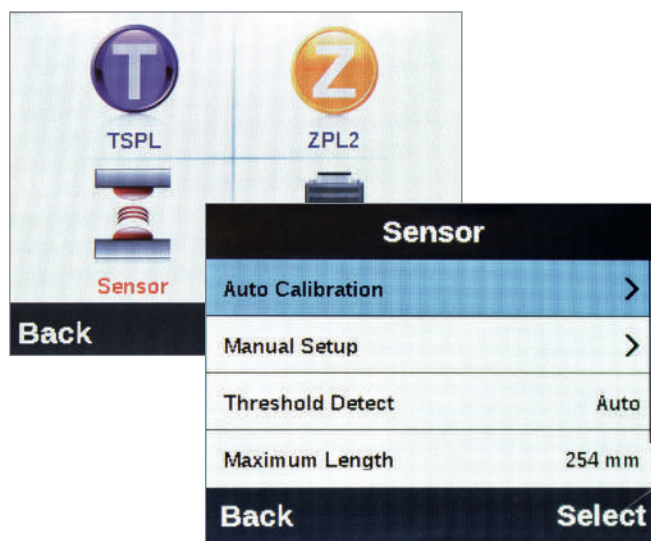 T
Z
TSPL
ZPL2
Sensor
Back
Sensor
Auto Calibration
Manual Setup
Threshold Detect Auto
Maximum Length 254 mm
Back Select